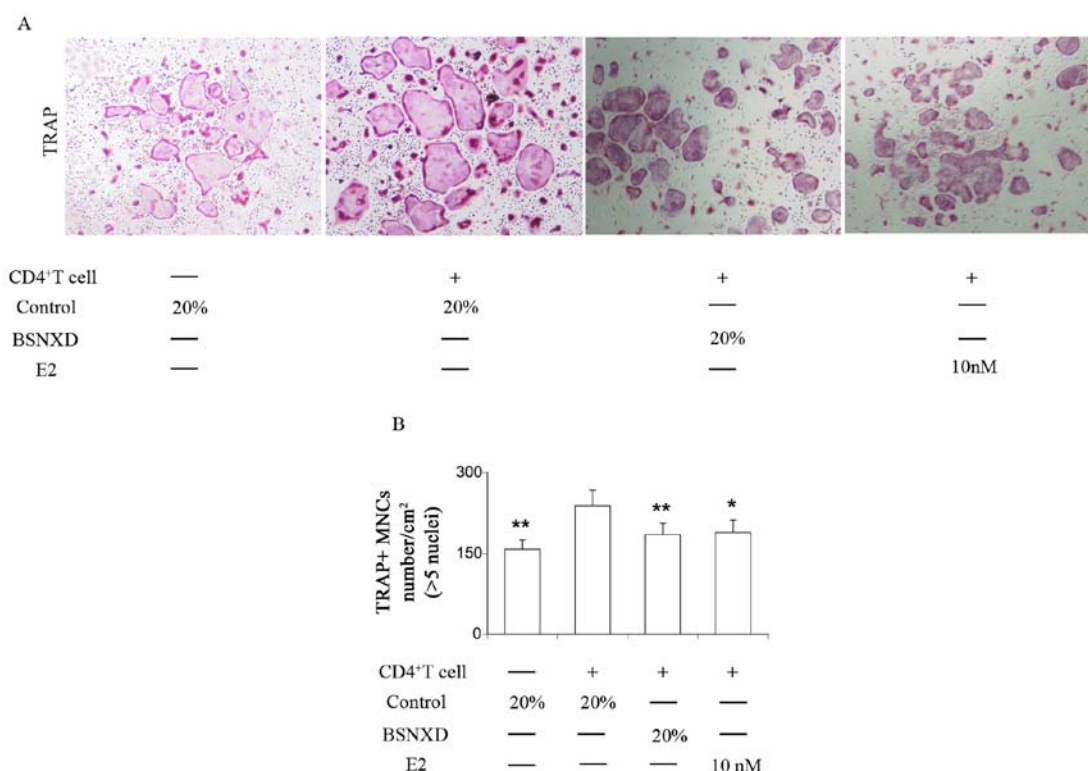 A
TRAP
CD4⁺T cell — + + +
Control 20% 20% — —
BSNXD — — 20% —
E2 — — — 10nM
B
TRAP+ MNCs
number/cm²
(>5 nuclei)
300
150
0
** ** *
CD4⁺T cell — + + +
Control 20% 20% — —
BSNXD — — 20% —
E2 — — — 10 nM